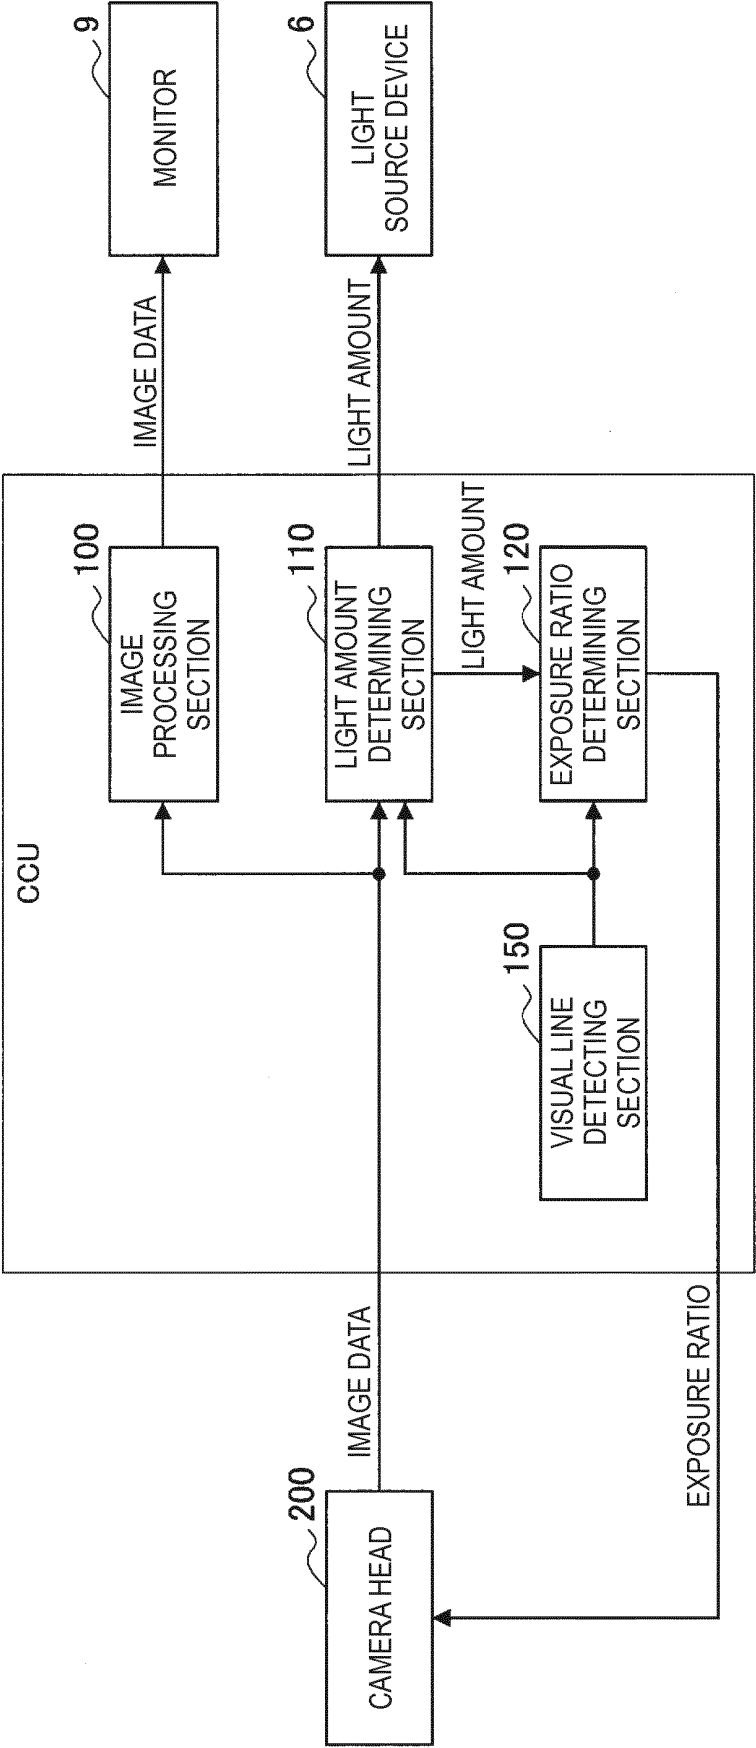 CCU
200
CAMERA HEAD
IMAGE DATA
100
IMAGE
PROCESSING
SECTION
IMAGE DATA
9
MONITOR
110
LIGHT AMOUNT
DETERMINING
SECTION
LIGHT AMOUNT
6
LIGHT
SOURCE DEVICE
LIGHT AMOUNT
150
VISUAL LINE
DETECTING
SECTION
120
EXPOSURE RATIO
DETERMINING
SECTION
EXPOSURE RATIO